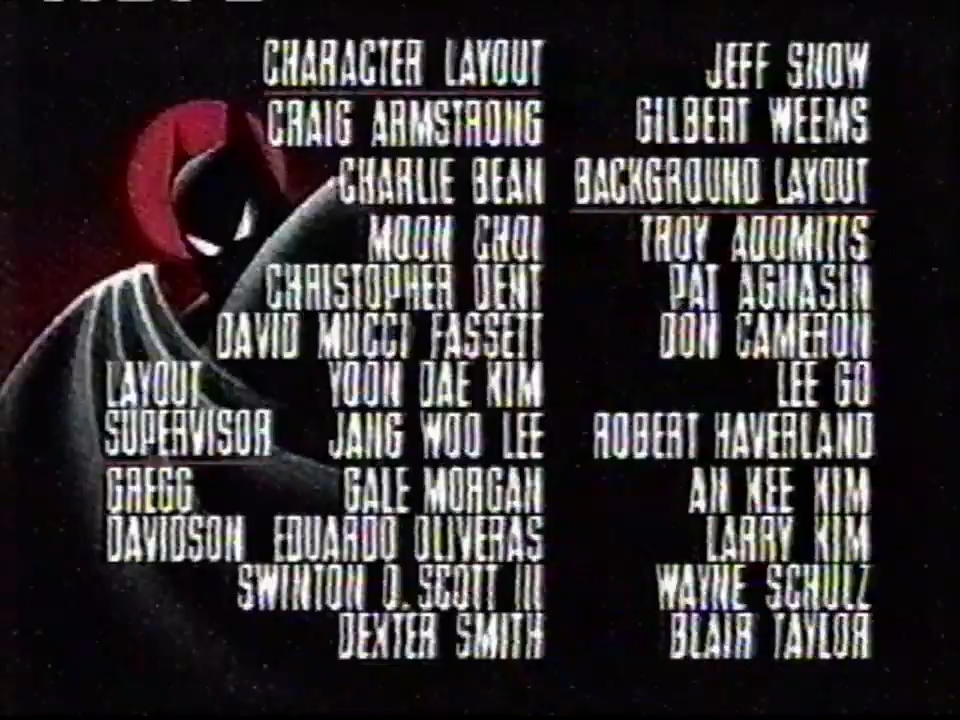 CHARACTER LAYOUT
CRAIG ARMSTRONG
CHARLIE BEAN
MOON CHOI
CHRISTOPHER DENT
DAVID MUCCI FASSETT
YOON DAE KIM
JANG WOO LEE
GALE MORGAN
EDUARDO OLIVERAS
SWINTON O. SCOTT III
DEXTER SMITH
LAYOUT
SUPERVISOR
GREGG
DAVIDSON
JEFF SNOW
GILBERT WEEMS
BACKGROUND LAYOUT
TROY ADOMITIS
PAT AGNASIN
DON CAMERON
LEE GO
ROBERT HAVERLAND
AN KEE KIM
LARRY KIM
WAYNE SCHULZ
BLAIR TAYLOR